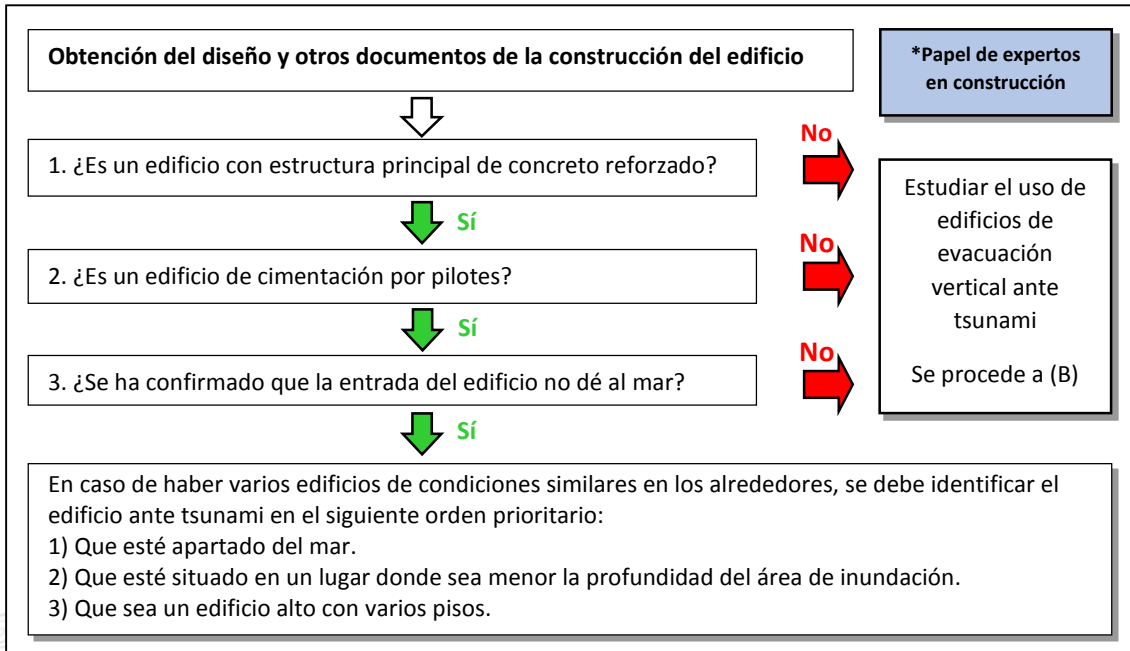 Obtención del diseño y otros documentos de la construcción del edificio
*Papel de expertos
en construcción
1. ¿Es un edificio con estructura principal de concreto reforzado?
No
Sí
2. ¿Es un edificio de cimentación por pilotes?
No
Sí
3. ¿Se ha confirmado que la entrada del edificio no dé al mar?
No
Sí
Estudiar el uso de
edificios de
evacuación
vertical ante
tsunami
Se procede a (B)
En caso de haber varios edificios de condiciones similares en los alrededores, se debe identificar el
edificio ante tsunami en el siguiente orden prioritario:
1) Que esté apartado del mar.
2) Que esté situado en un lugar donde sea menor la profundidad del área de inundación.
3) Que sea un edificio alto con varios pisos.